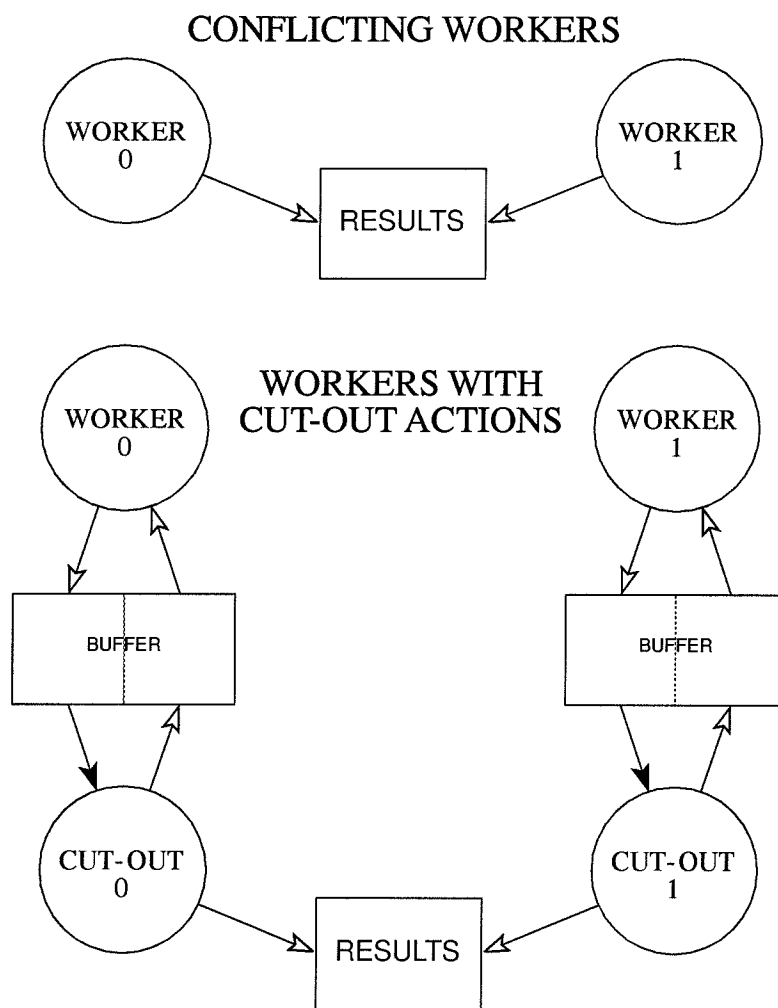 CONFLICTING WORKERS
WORKER
0
WORKER
1
RESULTS
WORKER
0
WORKERS WITH
CUT-OUT ACTIONS
WORKER
1
BUFFER
BUFFER
CUT-OUT
0
CUT-OUT
1
RESULTS